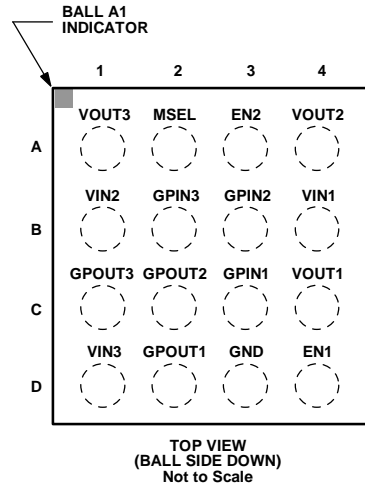 BALL A1
INDICATOR
1 2 3 4
A
VOUT3 MSEL EN2 VOUT2
B
VIN2 GPIN3 GPIN2 VIN1
C
GPOUT3 GPOUT2 GPIN1 VOUT1
D
VIN3 GPOUT1 GND EN1
TOP VIEW
(BALL SIDE DOWN)
Not to Scale